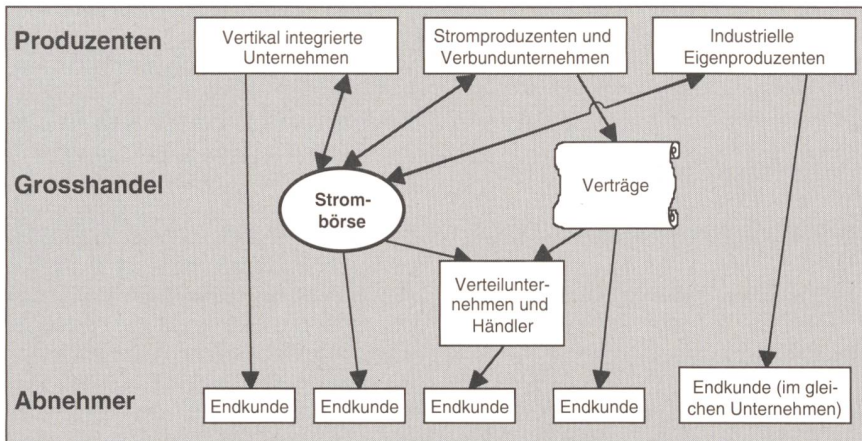 Produzenten
Vertikal integrierte
Unternehmen
Stromproduzenten und
Verbundunternehmen
Industrielle
Eigenproduzenten
Grosshandel
Strom-
börse
Verträge
Verteilunter-
nehmen und
Händler
Abnehmer
Endkunde
Endkunde
Endkunde
Endkunde
Endkunde (im glei-
chen Unternehmen)